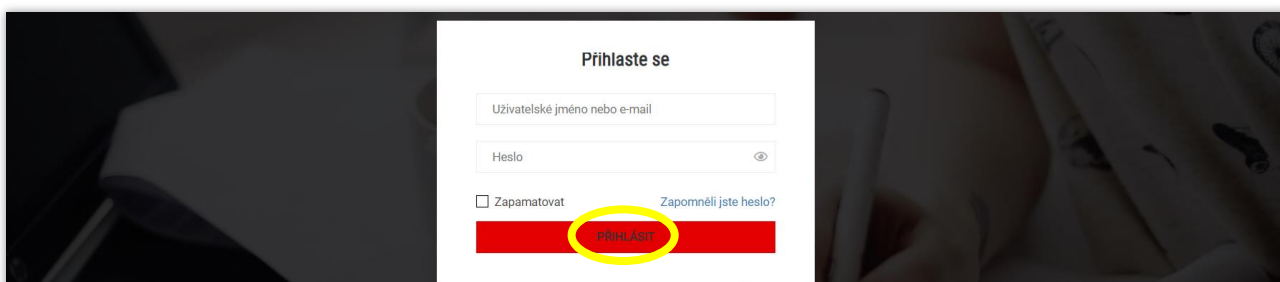 Přihlaste se
Uživatelské jméno nebo e-mail
Heslo
Zapamatovat Zapomněli jste heslo?
PŘIHLÁSIT